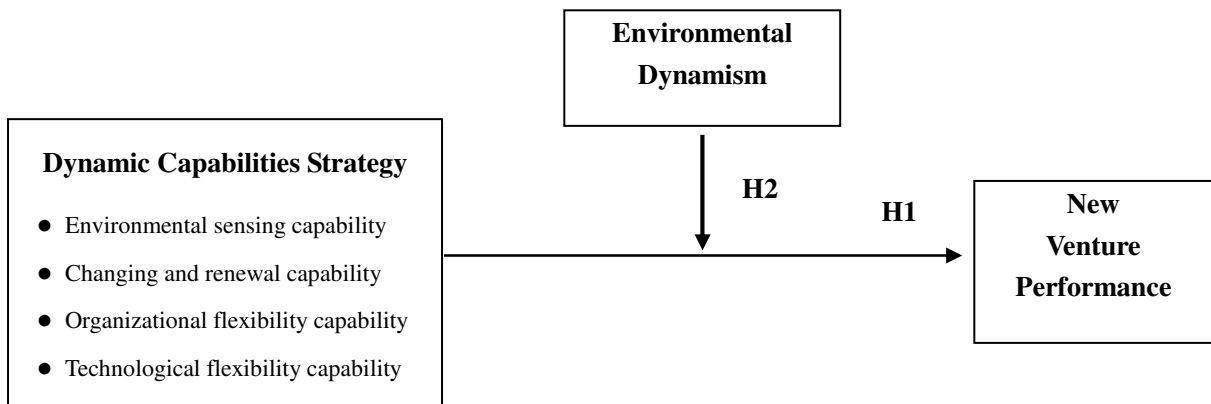 Environmental
Dynamism
Dynamic Capabilities Strategy
● Environmental sensing capability
● Changing and renewal capability
● Organizational flexibility capability
● Technological flexibility capability
H2
H1
New
Venture
Performance